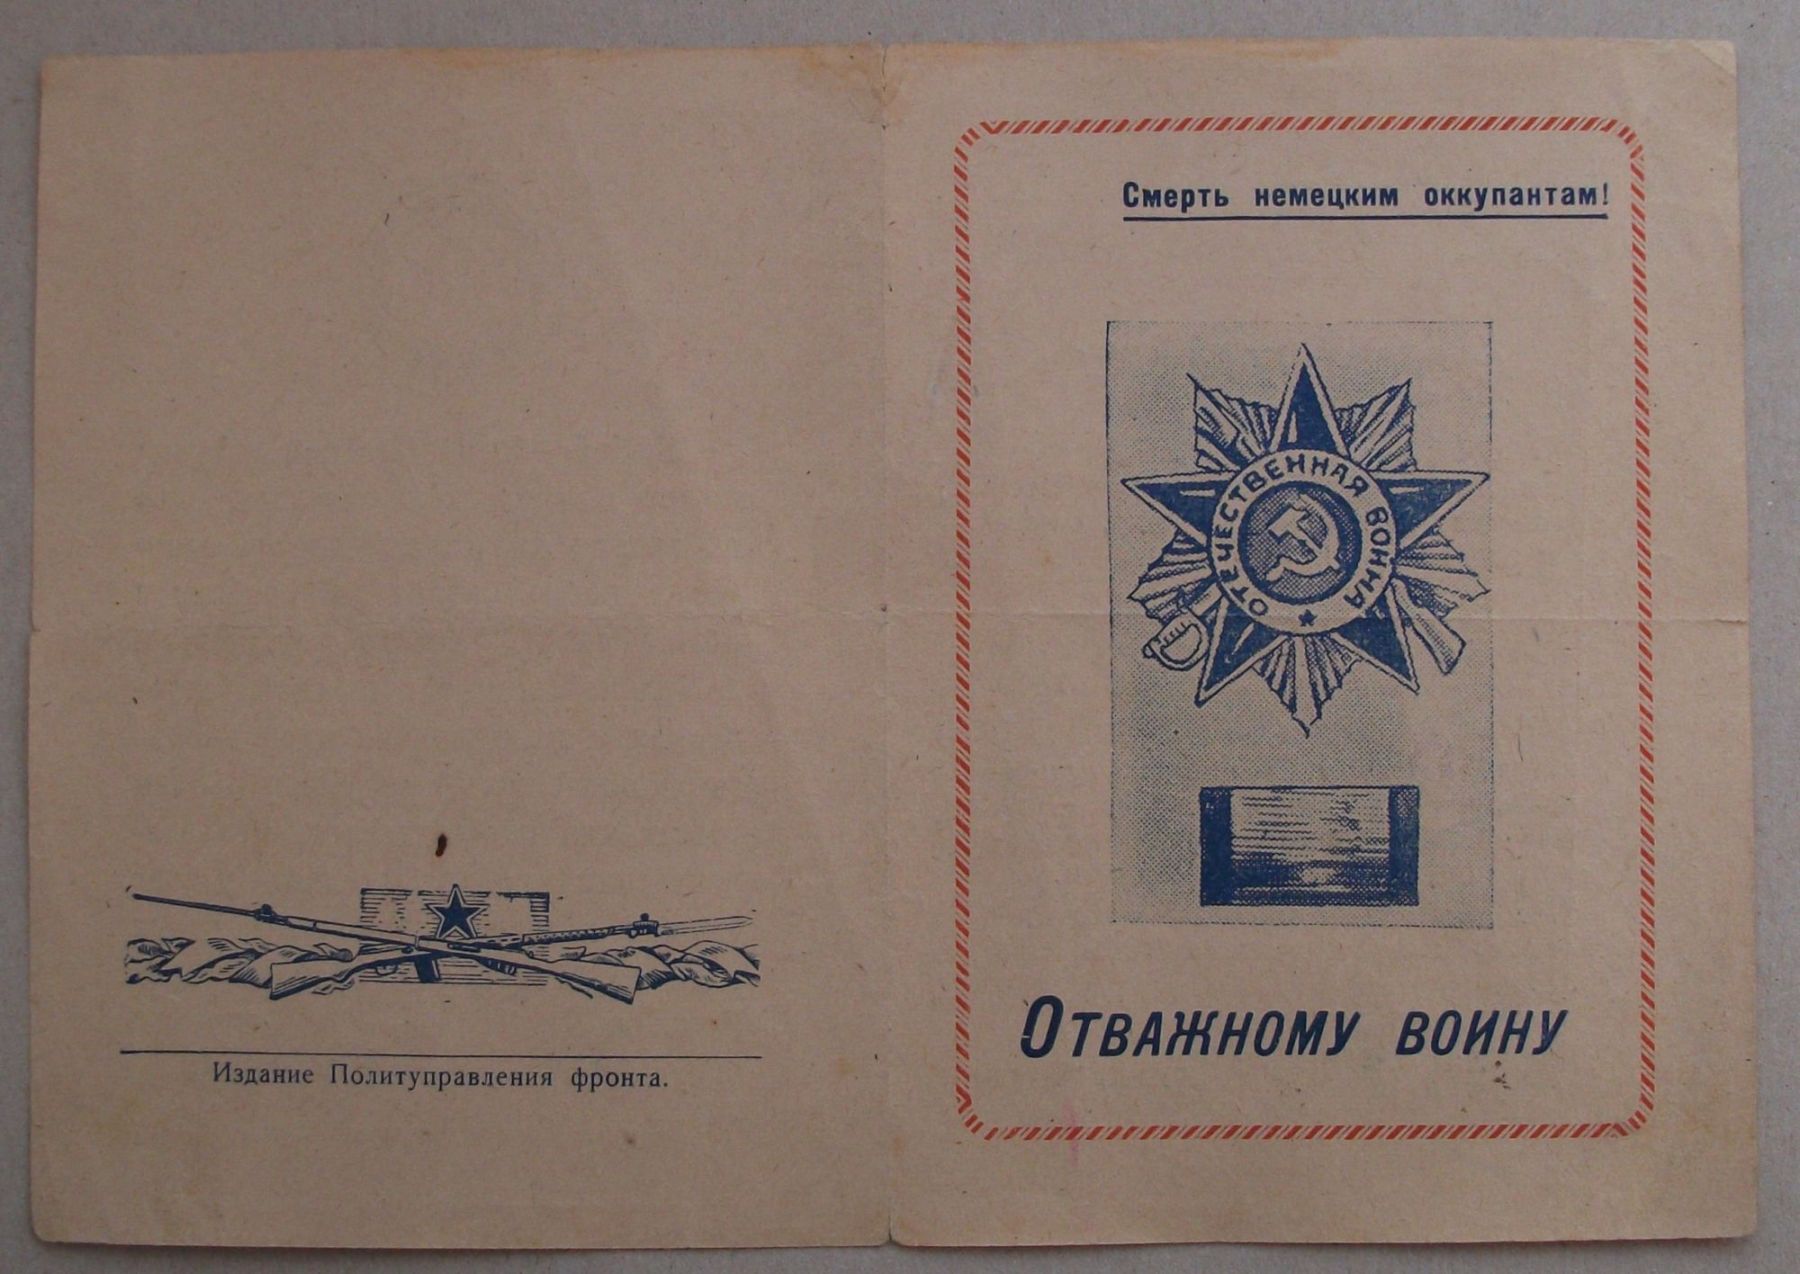 Смерть немецким оккупантам!
ОТЕЧЕСТВЕННАЯ ВОЙНА
Отважному воину
Издание Политуправления фронта.